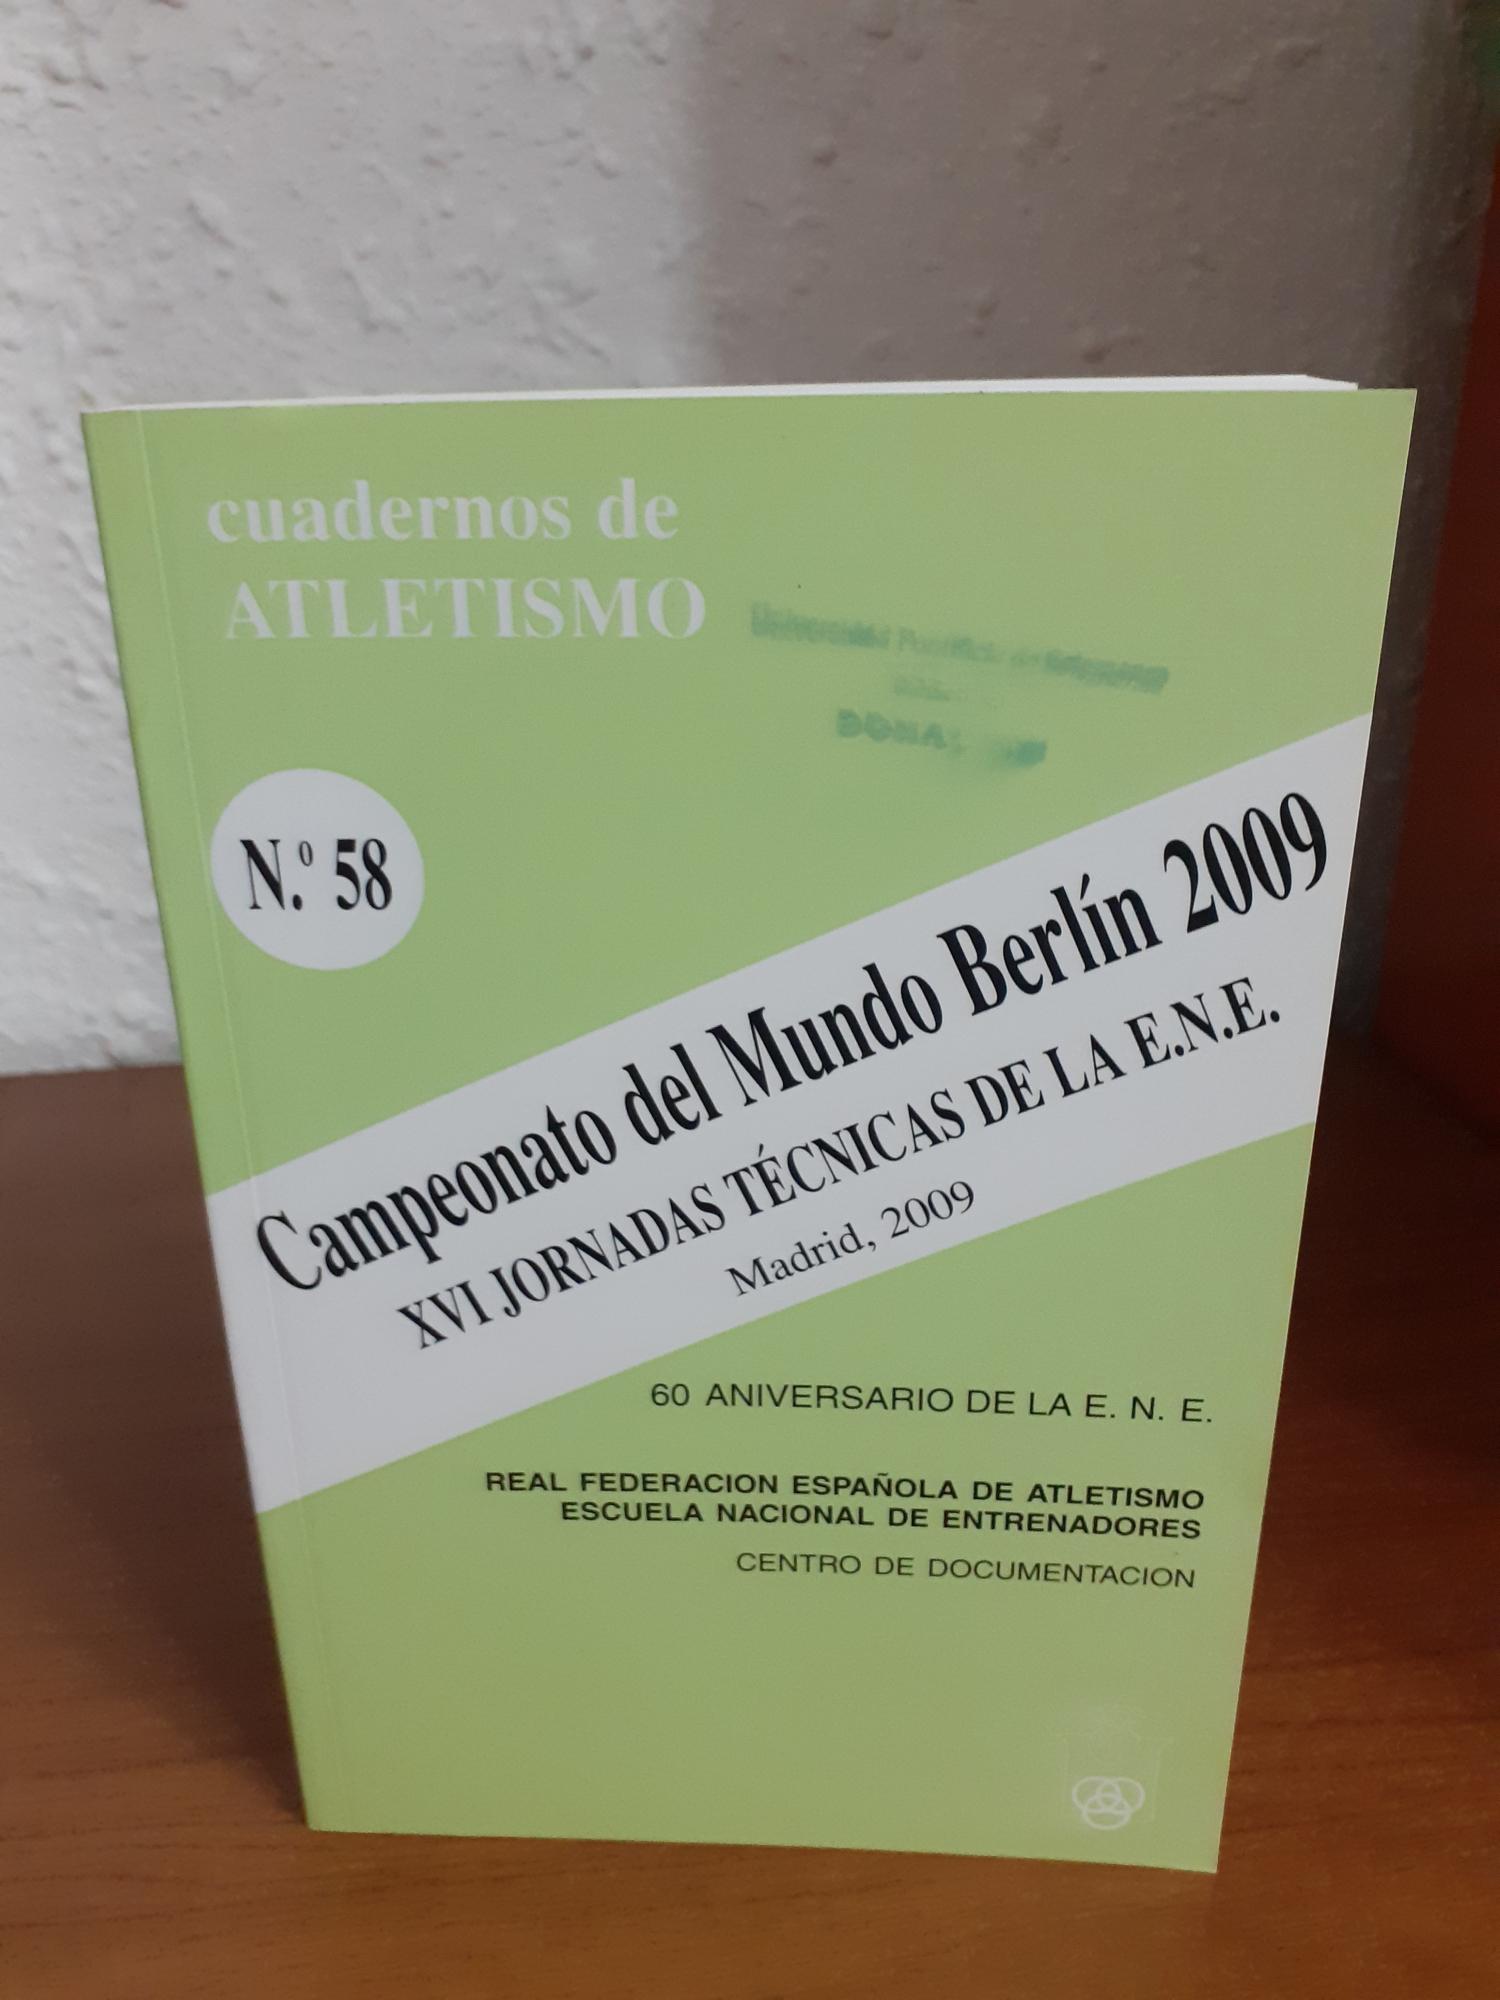 cuadernos de
ATLETISMO
N.º 58
Campeonato del Mundo Berlín 2009
XVI JORNADAS TÉCNICAS DE LA E.N.E.
Madrid, 2009
60 ANIVERSARIO DE LA E. N. E.
REAL FEDERACION ESPAÑOLA DE ATLETISMO
ESCUELA NACIONAL DE ENTRENADORES
CENTRO DE DOCUMENTACION